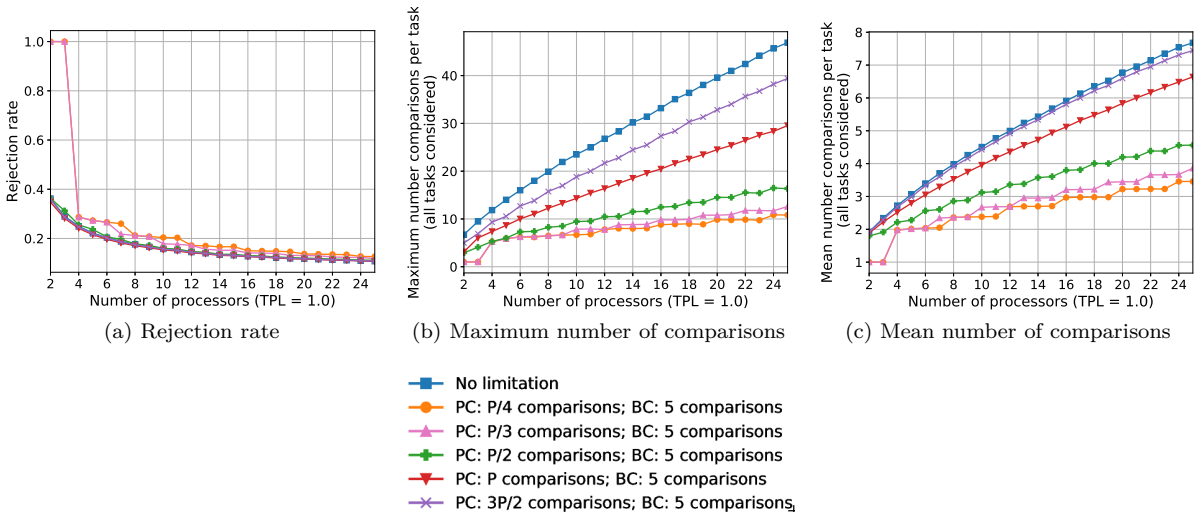 1.0
0.8
0.6
0.4
0.2
Rejection rate
2 4 6 8 10 12 14 16 18 20 22 24
Number of processors (TPL = 1.0)
(a) Rejection rate
40
30
20
10
0
Maximum number comparisons per task
(all tasks considered)
2 4 6 8 10 12 14 16 18 20 22 24
Number of processors (TPL = 1.0)
(b) Maximum number of comparisons
8
7
6
5
4
3
2
1
Mean number comparisons per task
(all tasks considered)
2 4 6 8 10 12 14 16 18 20 22 24
Number of processors (TPL = 1.0)
(c) Mean number of comparisons
No limitation
PC: P/4 comparisons; BC: 5 comparisons
PC: P/3 comparisons; BC: 5 comparisons
PC: P/2 comparisons; BC: 5 comparisons
PC: P comparisons; BC: 5 comparisons
PC: 3P/2 comparisons; BC: 5 comparisons